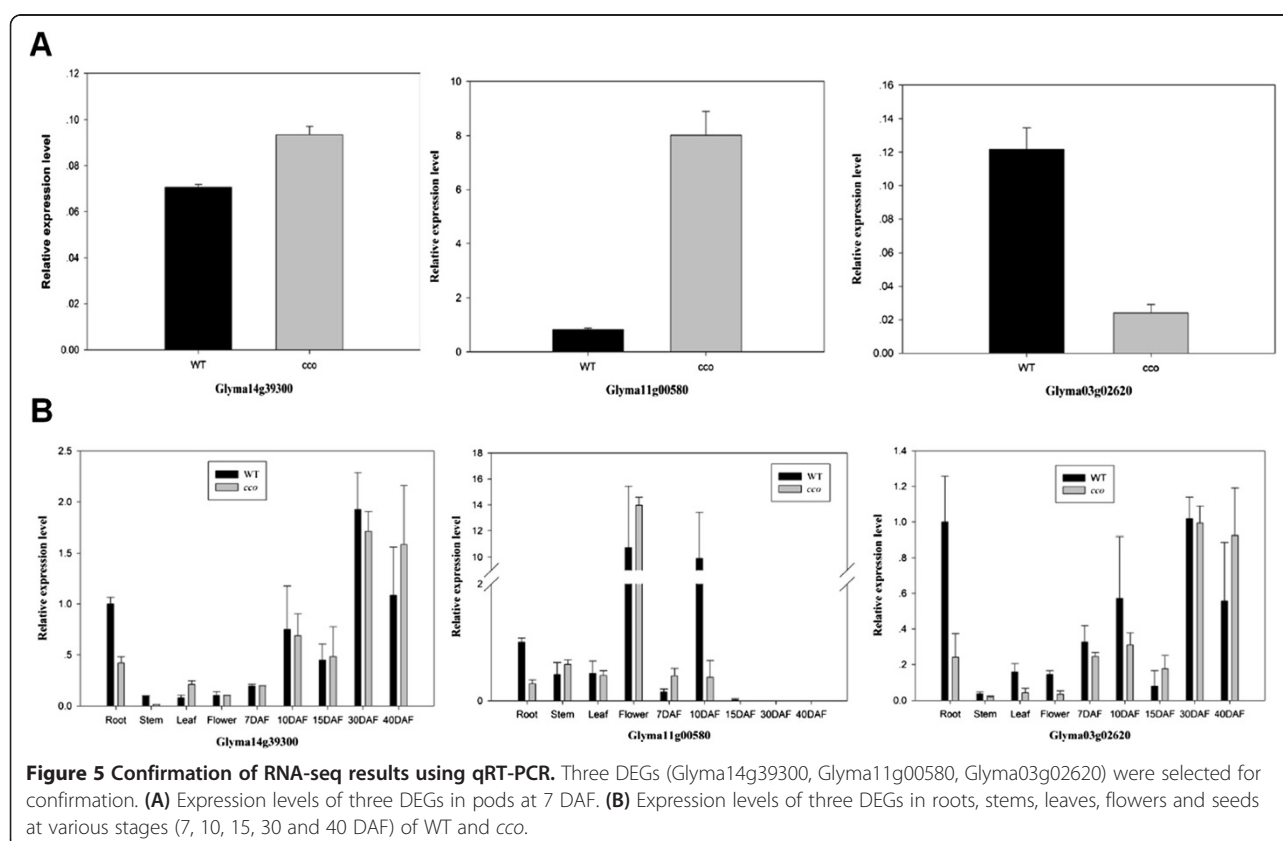 A
Relative expression level
.12
.10
.08
.06
.04
.02
0.00
WT
cco
Glyma14g39300
Relative expression level
10
8
6
4
2
0
WT
cco
Glyma11g00580
Relative expression level
.16
.14
.12
.10
.08
.06
.04
.02
0.00
WT
cco
Glyma03g02620
B
Relative expression level
2.5
2.0
1.5
1.0
.5
0.0
WT
cco
Root Stem Leaf Flower 7DAF 10DAF 15DAF 30DAF 40DAF
Glyma14g39300
Relative expression level
18
16
14
12
10
2
0
WT
cco
Root Stem Leaf Flower 7DAF 10DAF 15DAF 30DAF 40DAF
Glyma11g00580
Relative expression level
1.4
1.2
1.0
.8
.6
.4
.2
0.0
WT
cco
Root Stem Leaf Flower 7DAF 10DAF 15DAF 30DAF 40DAF
Glyma03g02620
Figure 5 Confirmation of RNA-seq results using qRT-PCR. Three DEGs (Glyma14g39300, Glyma11g00580, Glyma03g02620) were selected for
confirmation. (A) Expression levels of three DEGs in pods at 7 DAF. (B) Expression levels of three DEGs in roots, stems, leaves, flowers and seeds
at various stages (7, 10, 15, 30 and 40 DAF) of WT and cco.